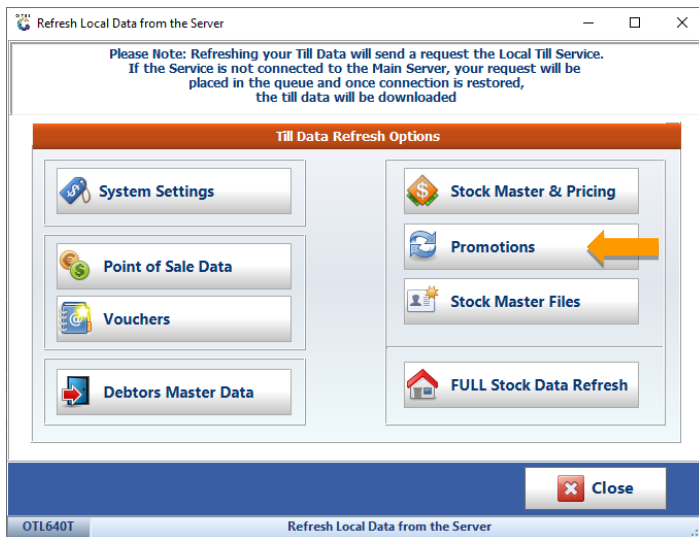 Refresh Local Data from the Server
Please Note: Refreshing your Till Data will send a request the Local Till Service.
If the Service is not connected to the Main Server, your request will be
placed in the queue and once connection is restored,
the till data will be downloaded
Till Data Refresh Options
System Settings
Point of Sale Data
Vouchers
Debtors Master Data
Stock Master & Pricing
Promotions
Stock Master Files
FULL Stock Data Refresh
Close
OTL640T
Refresh Local Data from the Server